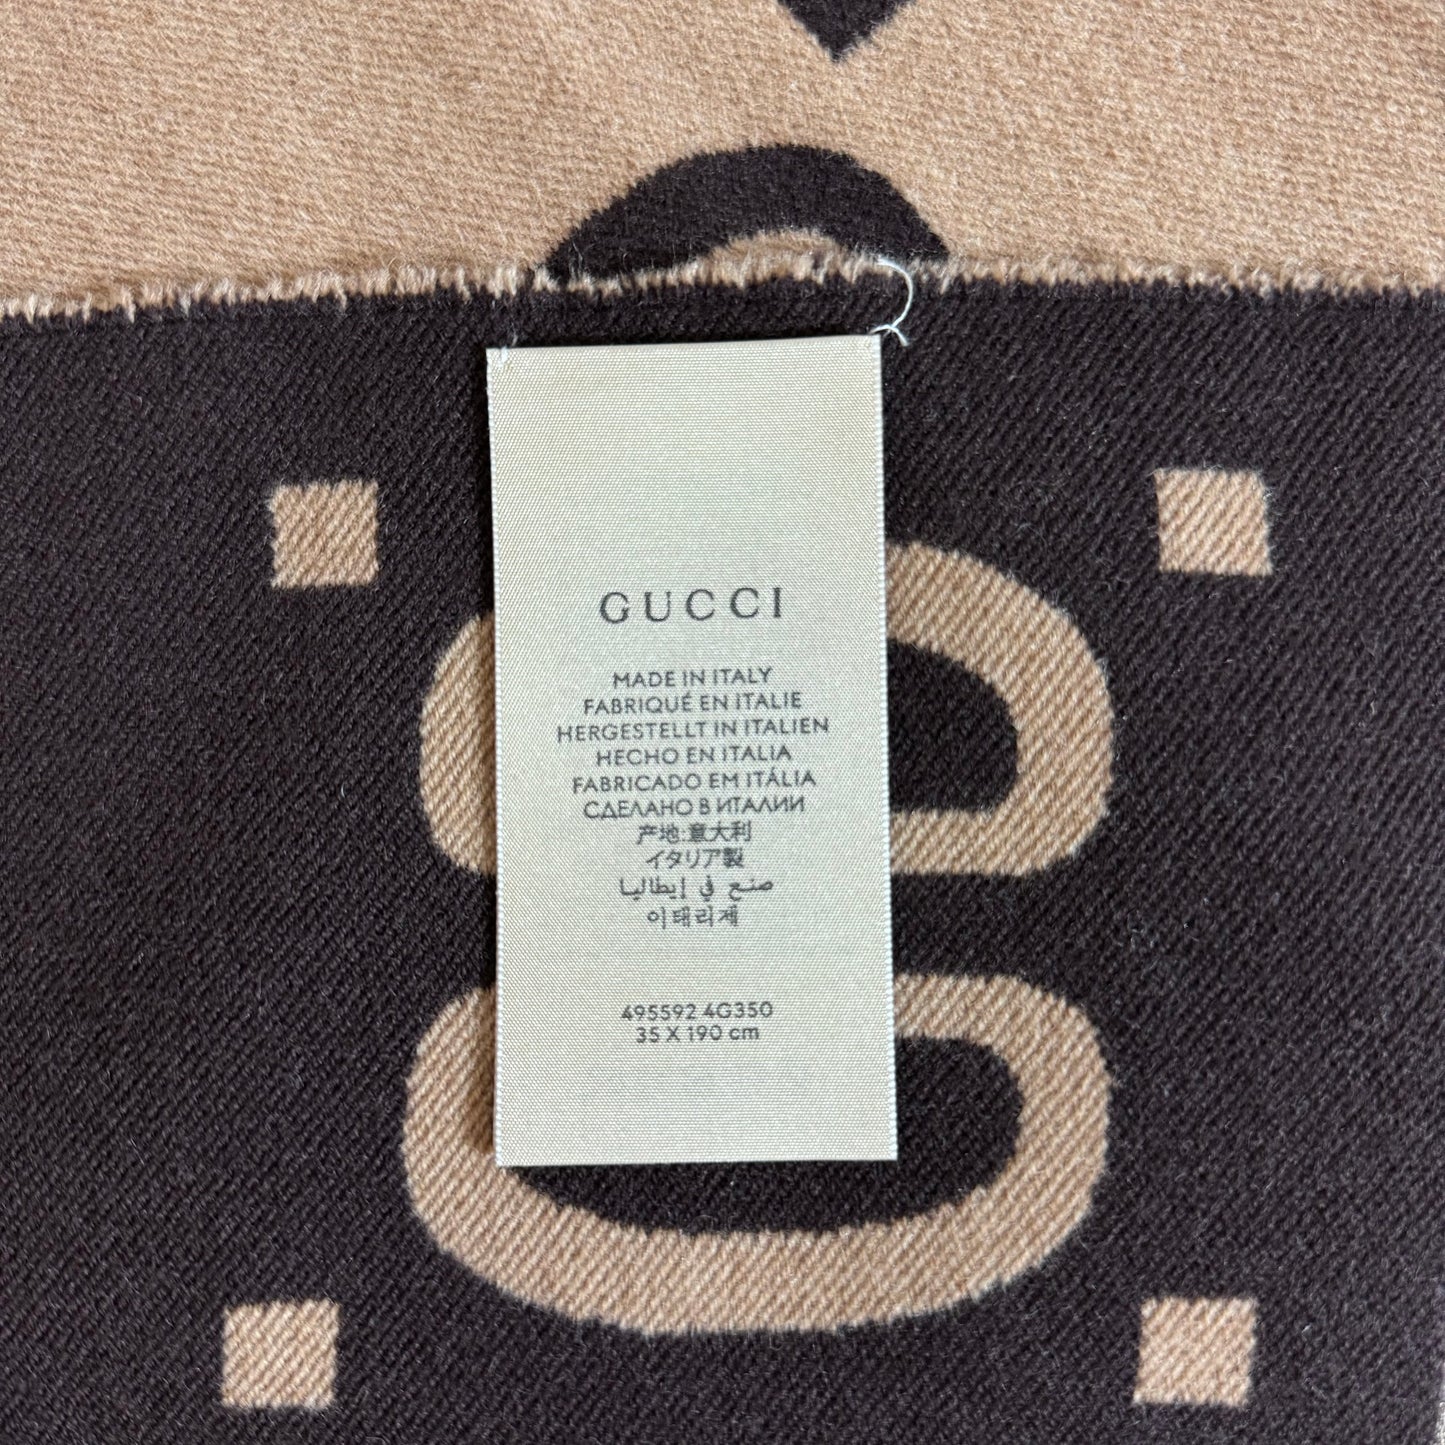 GUCCI
MADE IN ITALY
FABRIQUÉ EN ITALIE
HERGESTELLT IN ITALIEN
HECHO EN ITALIA
FABRICADO EM ITÁLIA
СДЕЛАНО В ИТАЛИИ
产地:意大利
イタリア製
صنع في إيطاليا
이태리제
495592 4G350
35 X 190 cm